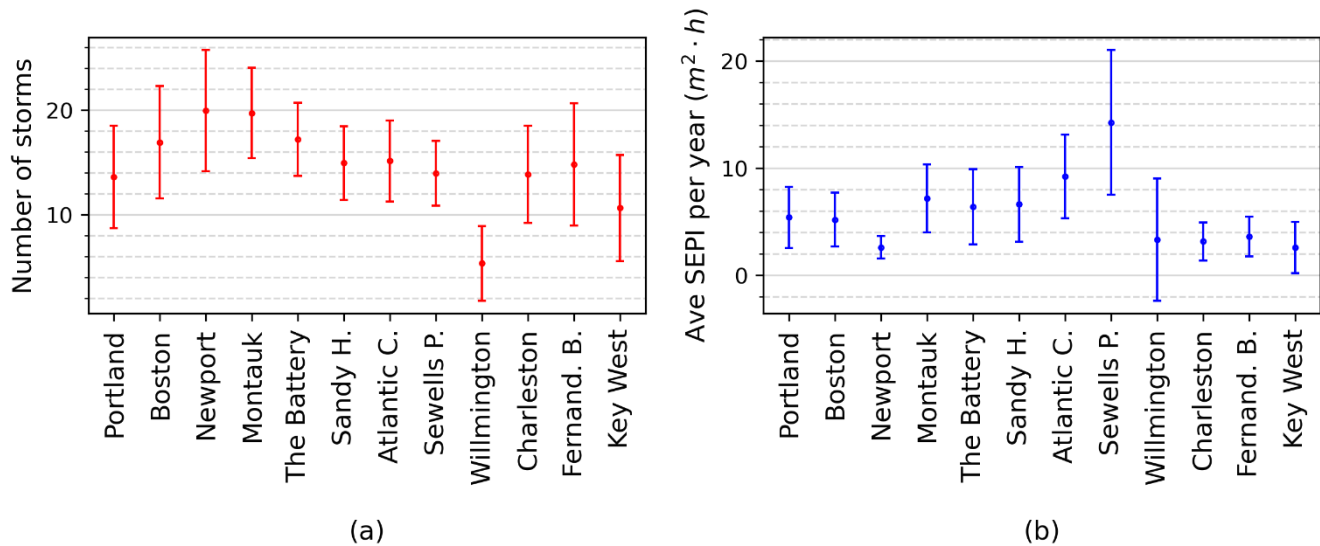 Number of storms
20
10
Portland
Boston
Newport
Montauk
The Battery
Sandy H.
Atlantic C.
Sewells P.
Willmington
Charleston
Fernand. B.
Key West
(a)
Ave SEPI per year (m² · h)
20
10
0
Portland
Boston
Newport
Montauk
The Battery
Sandy H.
Atlantic C.
Sewells P.
Willmington
Charleston
Fernand. B.
Key West
(b)